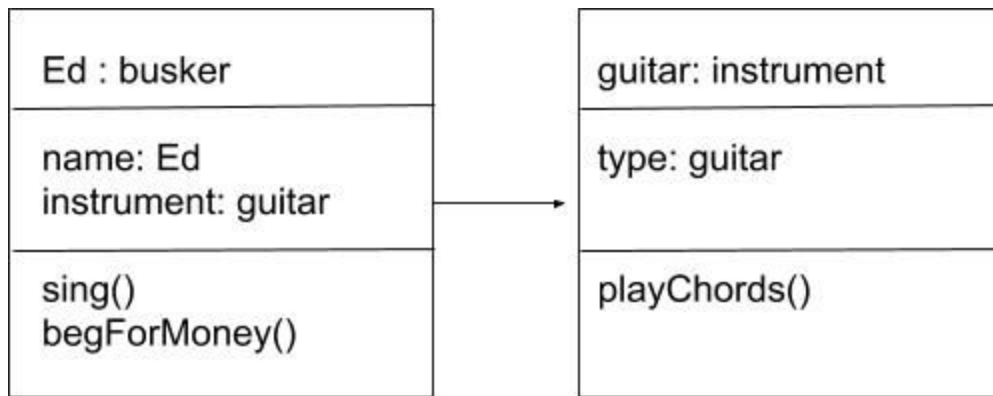 Ed : busker
name: Ed
instrument: guitar
sing()
begForMoney()
guitar: instrument
type: guitar
playChords()